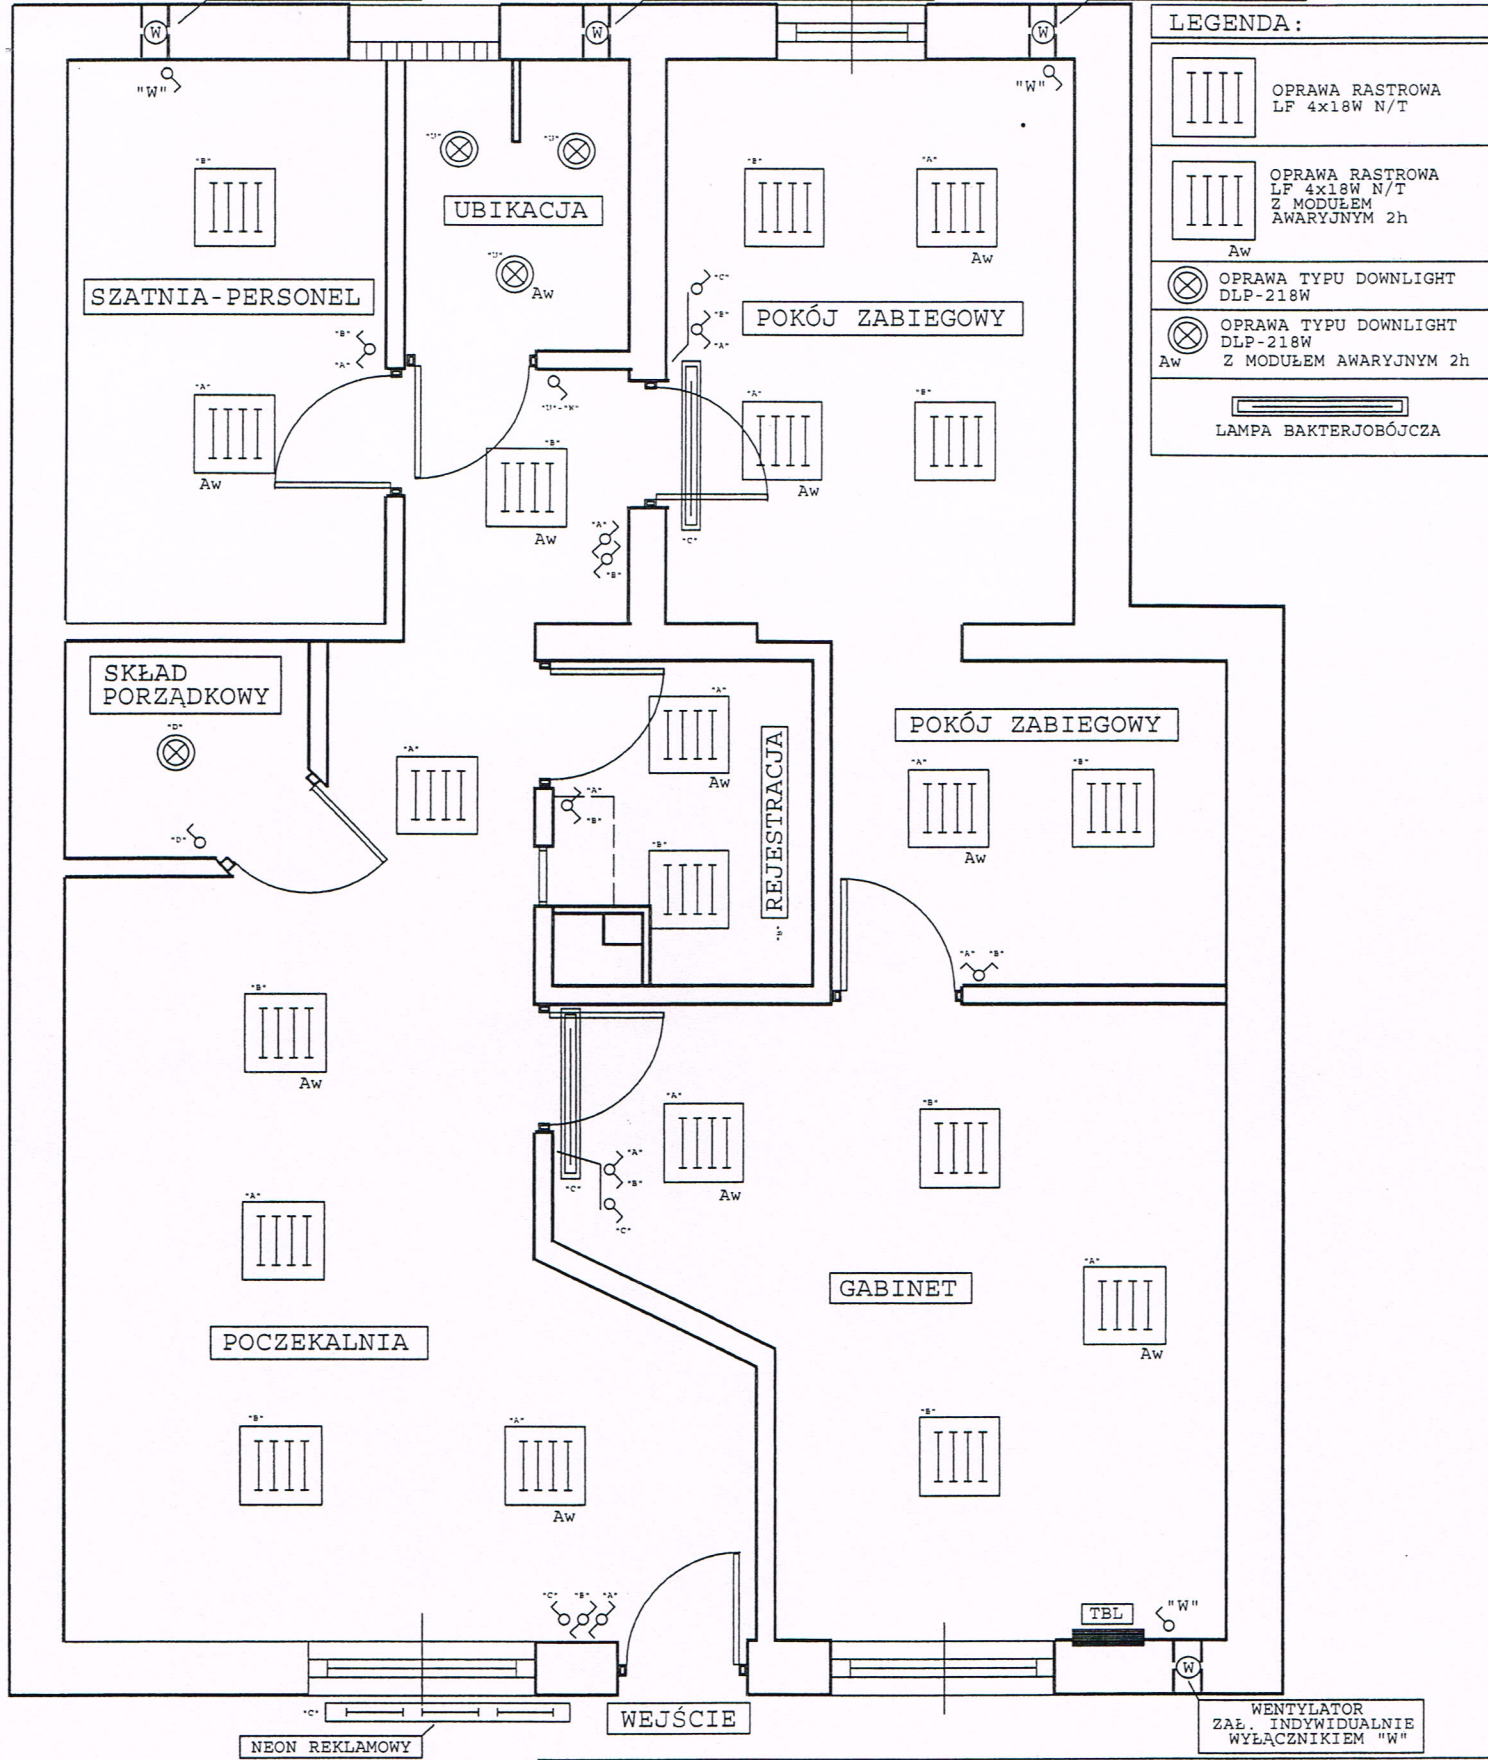 W
W
W
LEGENDA:
"W"
"W"
OPRAWA RASTROWA
LF 4x18W N/T
"B"
"U"
"U"
"B"
"A"
UBIKACJA
OPRAWA RASTROWA
LF 4x18W N/T
Z MODUŁEM
AWARYJNYM 2h
Aw
Aw
"U"
Aw
"C"
SZATNIA-PERSONEL
OPRAWA TYPU DOWNLIGHT
DLP-218W
POKÓJ ZABIEGOWY
"B"
"A"
"B"
"A"
OPRAWA TYPU DOWNLIGHT
DLP-218W
Aw Z MODUŁEM AWARYJNYM 2h
"A"
Aw
"B"
Aw
"A"
Aw
"B"
LAMPA BAKTERJOBÓJCZA
"A"
"B"
"C"
SKŁAD
PORZĄDKOWY
"D"
"D"
"A"
"A"
Aw
"A"
"B"
"B"
REJESTRACJA
"B"
POKÓJ ZABIEGOWY
"A"
Aw
"B"
"A" "B"
"B"
Aw
"A"
Aw
"B"
"A"
"B"
"C"
"C"
"A"
GABINET
"A"
Aw
POCZEKALNIA
"B"
"A"
Aw
"B"
"C" "B" "A"
TBL
"W"
W
"C"
WEJŚCIE
NEON REKLAMOWY
WENTYLATOR
ZAŁ. INDYWIDUALNIE
WYŁĄCZNIKIEM "W"